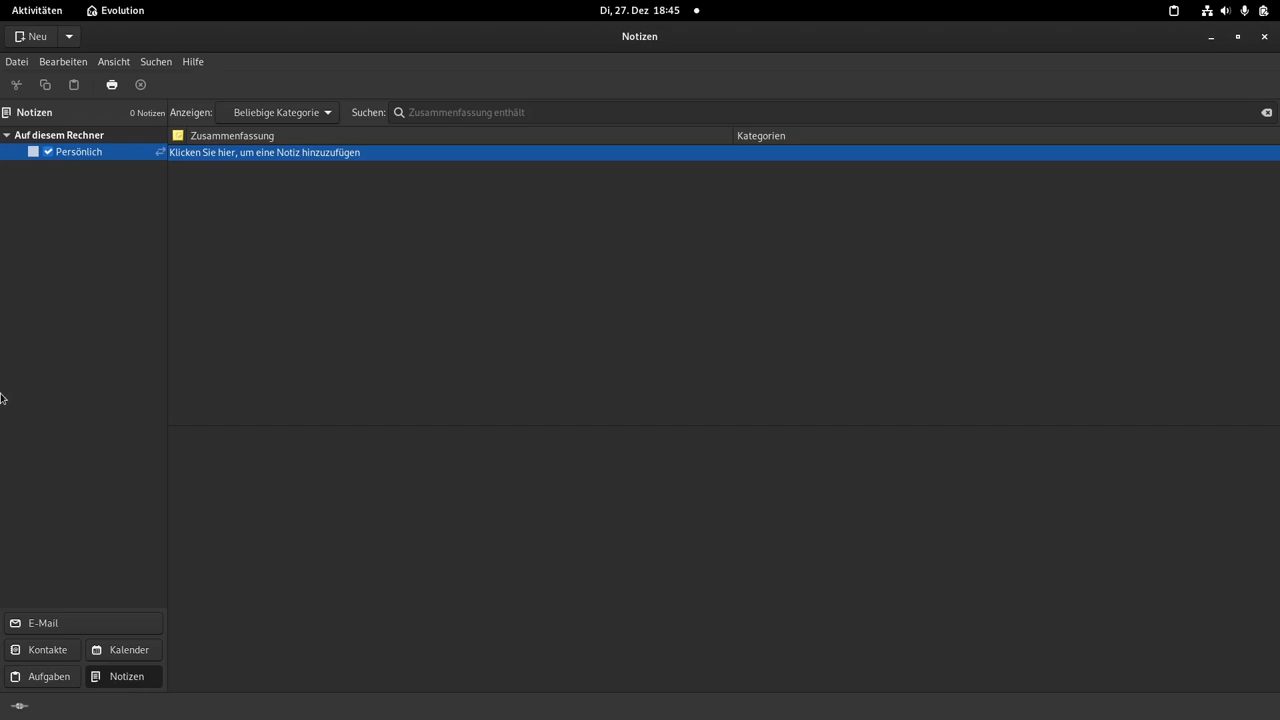 Aktivitäten Evolution Di, 27. Dez 18:45
Neu Notizen
Datei Bearbeiten Ansicht Suchen Hilfe
Notizen 0 Notizen Anzeigen: Beliebige Kategorie Suchen: Zusammenfassung enthält
Auf diesem Rechner Zusammenfassung Kategorien
Persönlich Klicken Sie hier, um eine Notiz hinzuzufügen
E-Mail
Kontakte Kalender
Aufgaben Notizen